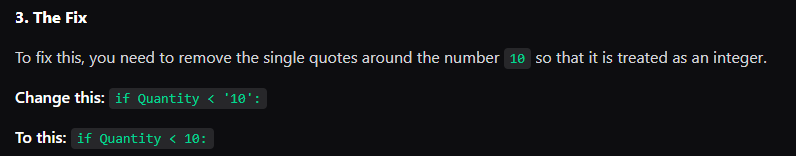 3. The Fix
To fix this, you need to remove the single quotes around the number 10 so that it is treated as an integer.
Change this: if Quantity < '10':
To this: if Quantity < 10: